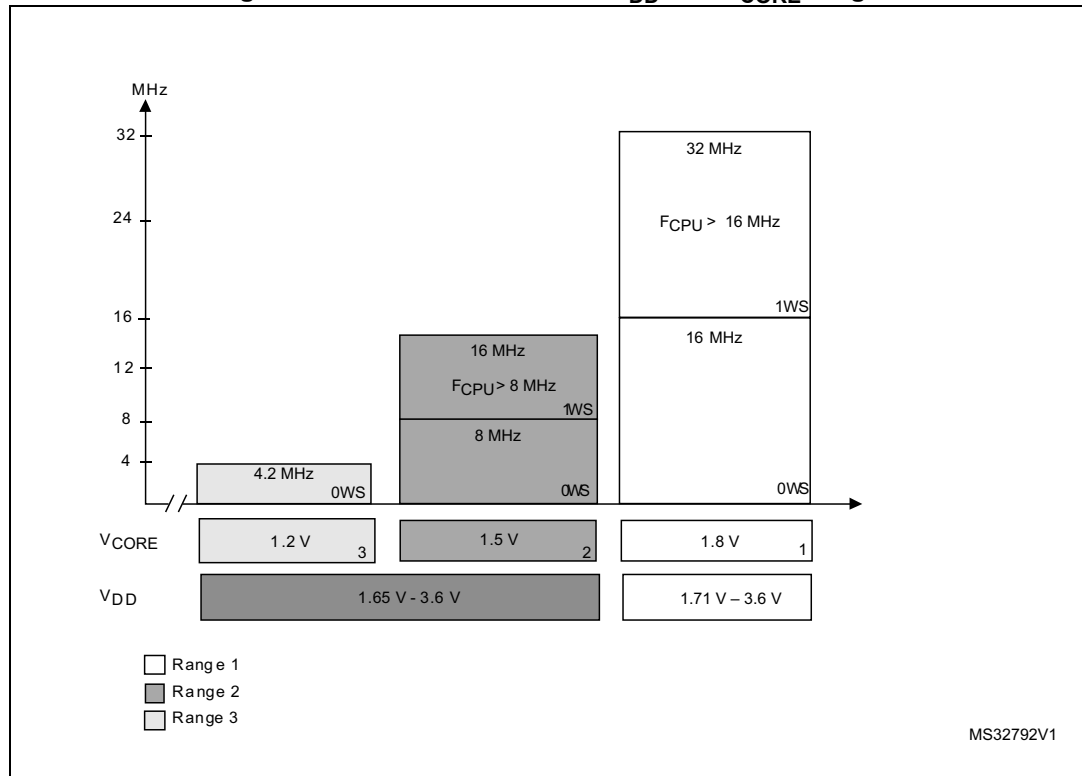 DD
CORE
MHz
32
24
16
12
8
4
32 MHz
FCPU > 16 MHz
1WS
16 MHz
0WS
16 MHz
FCPU > 8 MHz
1WS
8 MHz
0WS
4.2 MHz
0WS
VCORE
1.2 V
3
1.5 V
2
1.8 V
1
VDD
1.65 V - 3.6 V
1.71 V – 3.6 V
Range 1
Range 2
Range 3
MS32792V1